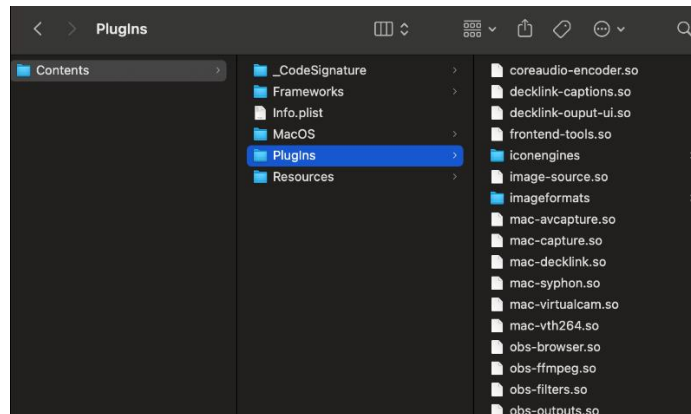 PlugIns
Contents
_CodeSignature
Frameworks
Info.plist
MacOS
PlugIns
Resources
coreaudio-encoder.so
decklink-captions.so
decklink-ouput-ui.so
frontend-tools.so
iconengines
image-source.so
imageformats
mac-avcapture.so
mac-capture.so
mac-decklink.so
mac-syphon.so
mac-virtualcam.so
mac-vth264.so
obs-browser.so
obs-ffmpeg.so
obs-filters.so
obs-outputs.so